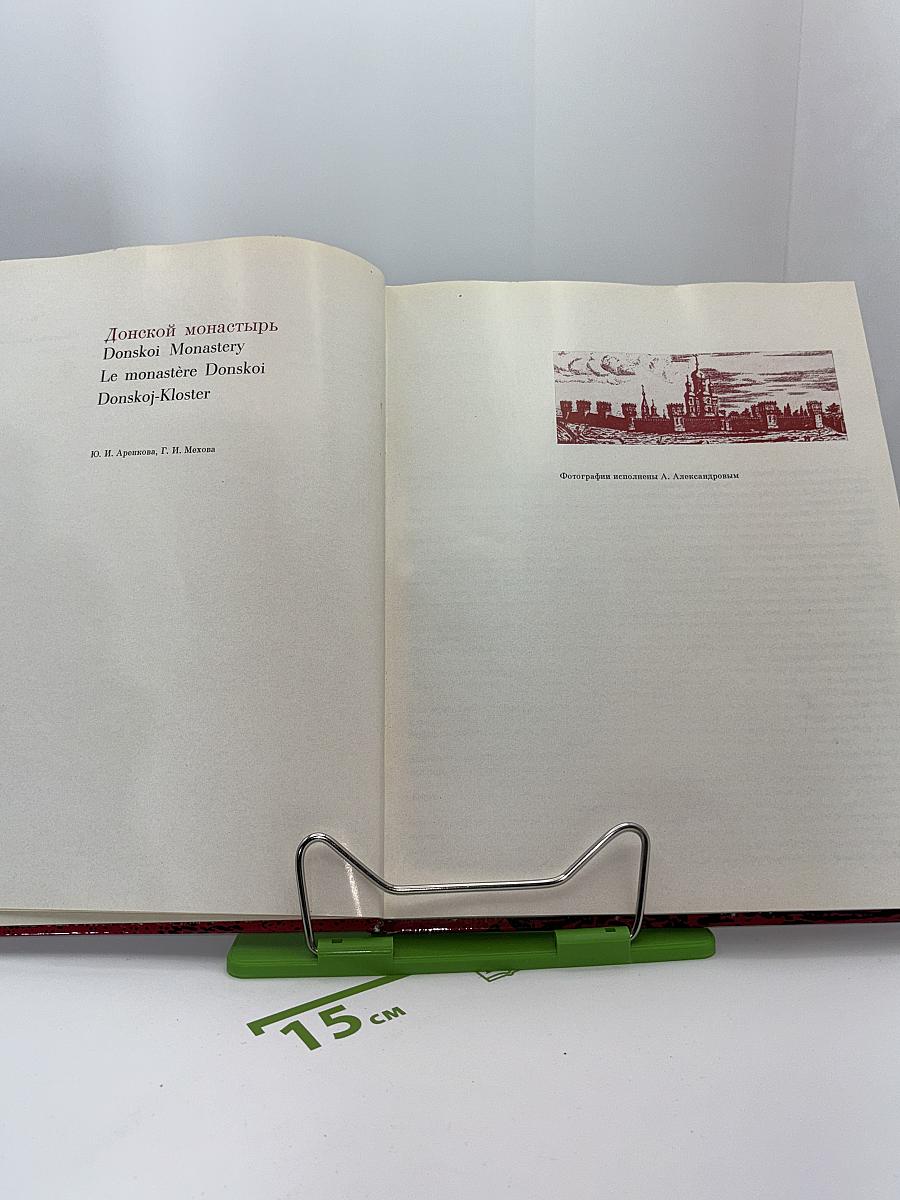 Донской монастырь
Donskoi Monastery
Le monastère Donskoi
Donskoj-Kloster
Ю. И. Аренкова, Г. И. Мехова
Фотографии исполнены А. Александровым
15 см